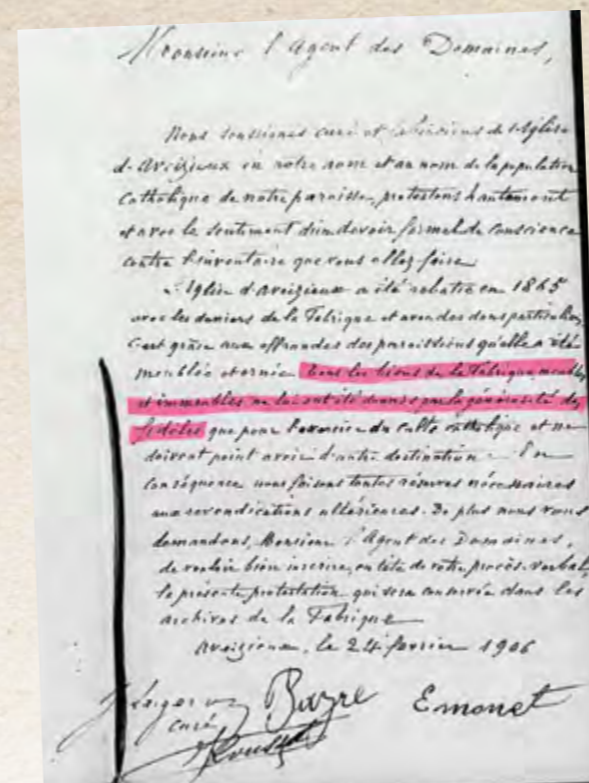 Monsieur l'Agent des Domaines,
Nous soussignés curé et fabriciens de l'église
d'Aveizieux en notre nom et au nom de la population
Catholique de notre paroisse, protestons hautement
et avec le sentiment d'un devoir formel de conscience
contre l'inventaire que vous allez faire.
L'Église d'Aveizieux a été rebatie en 1865
avec les deniers de la Fabrique et avec des dons particuliers,
C'est grâce aux offrandes des paroissiens qu'elle a été
meublée et ornée. Tous les biens de la Fabrique, meubles
et immeubles ne lui ont été donnés par la générosité des
fidèles que pour l'exercice du culte catholique et ne
doivent point avoir d'autre destination. En
conséquence nous faisons toutes réserves nécessaires
aux revendications ultérieures. De plus nous vous
demandons, Monsieur l'Agent des Domaines,
de vouloir bien inscrire, en tête de votre procès-verbal,
la présente protestation qui sera conservée dans les
archives de la Fabrique
Aveizieux, le 24 février 1906
Bazre Emonet
curé